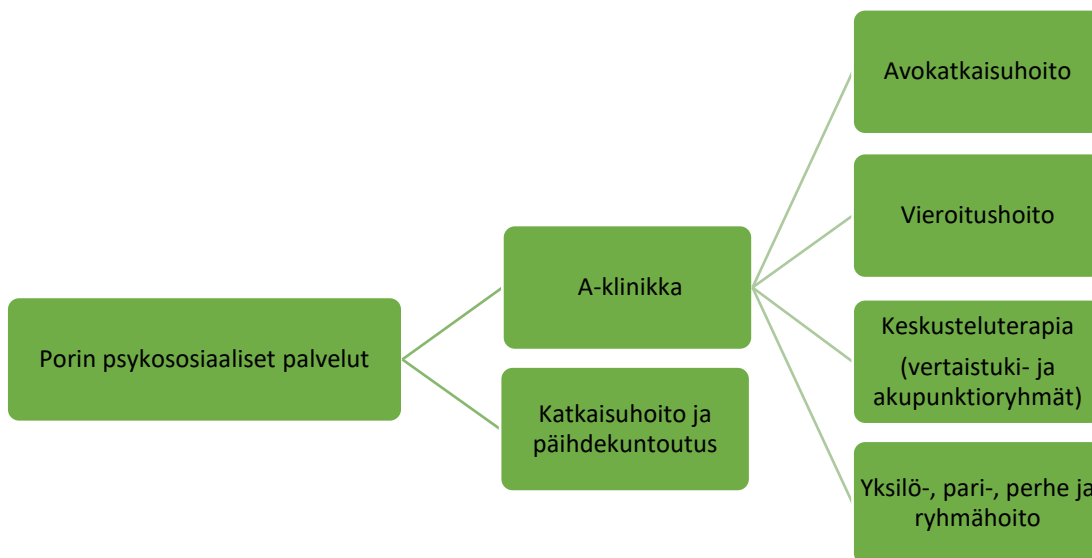 Porin psykososiaaliset palvelut
A-klinikka
Katkaisuhoito ja
päihdekuntoutus
Avokatkaisuhoito
Vieroitushoito
Keskusteluterapia
(vertaistuki- ja
akupunktioryhmät)
Yksilö-, pari-, perhe ja
ryhmähoito